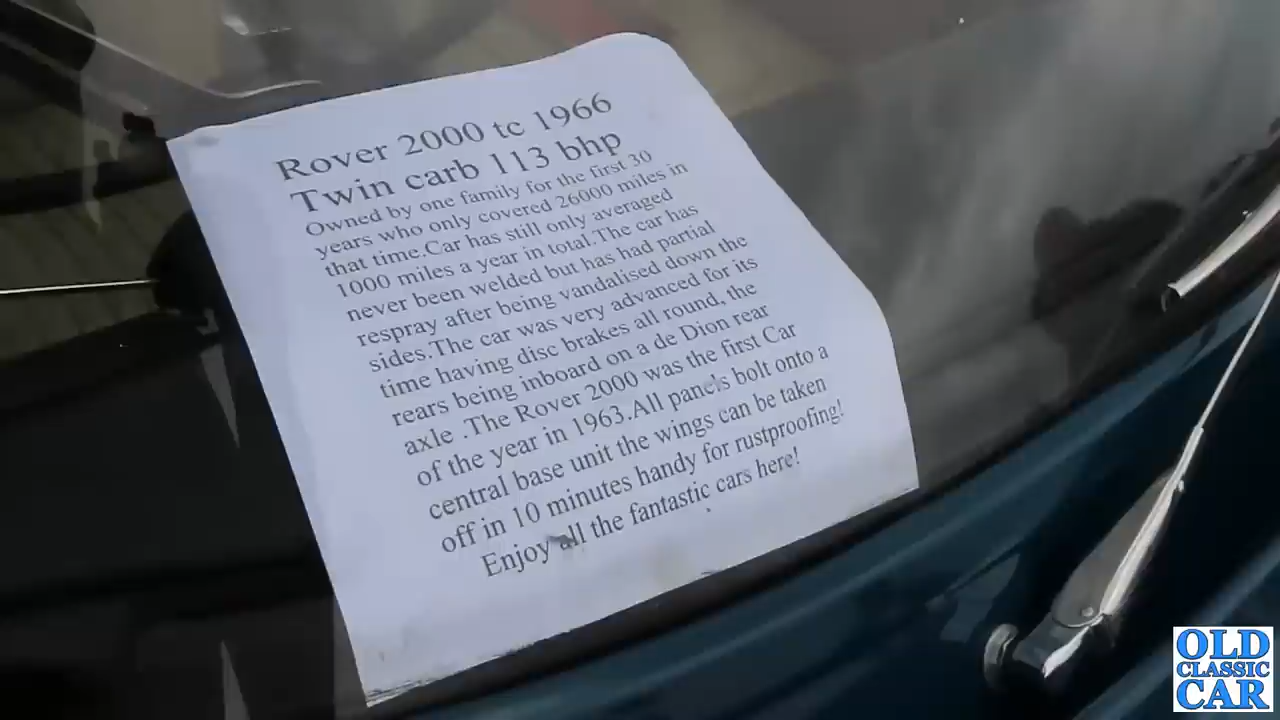 Rover 2000 tc 1966
Twin carb 113 bhp
Owned by one family for the first 30
years who only covered 26000 miles in
that time.Car has still only averaged
1000 miles a year in total.The car has
never been welded but has had partial
respray after being vandalised down the
sides.The car was very advanced for its
time having disc brakes all round, the
rears being inboard on a de Dion rear
axle .The Rover 2000 was the first Car
of the year in 1963.All panels bolt onto a
central base unit the wings can be taken
off in 10 minutes handy for rustproofing!
Enjoy all the fantastic cars here!
OLD
CLASSIC
CAR